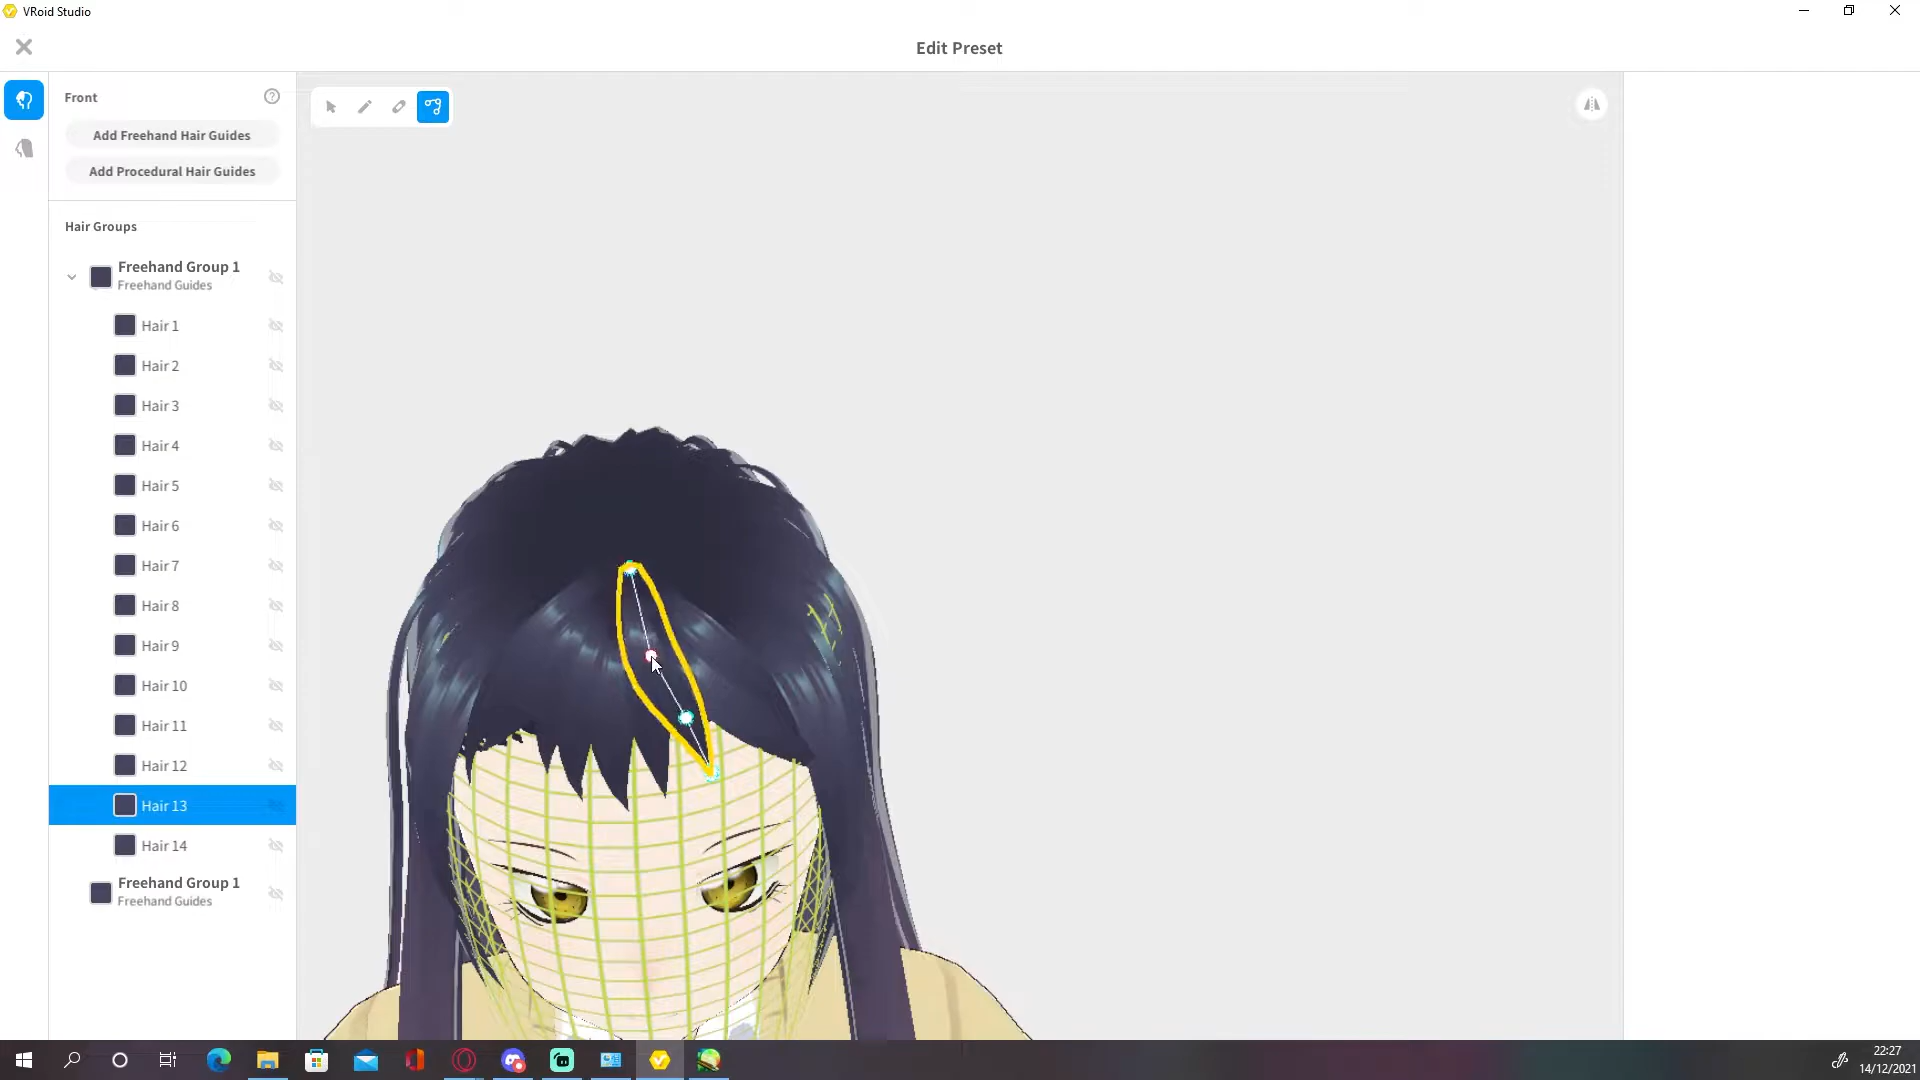 VRoid Studio
Edit Preset
Front
Add Freehand Hair Guides
Add Procedural Hair Guides
Hair Groups
Freehand Group 1
Freehand Guides
Hair 1
Hair 2
Hair 3
Hair 4
Hair 5
Hair 6
Hair 7
Hair 8
Hair 9
Hair 10
Hair 11
Hair 12
Hair 13
Hair 14
Freehand Group 1
Freehand Guides
22:27
14/12/2021